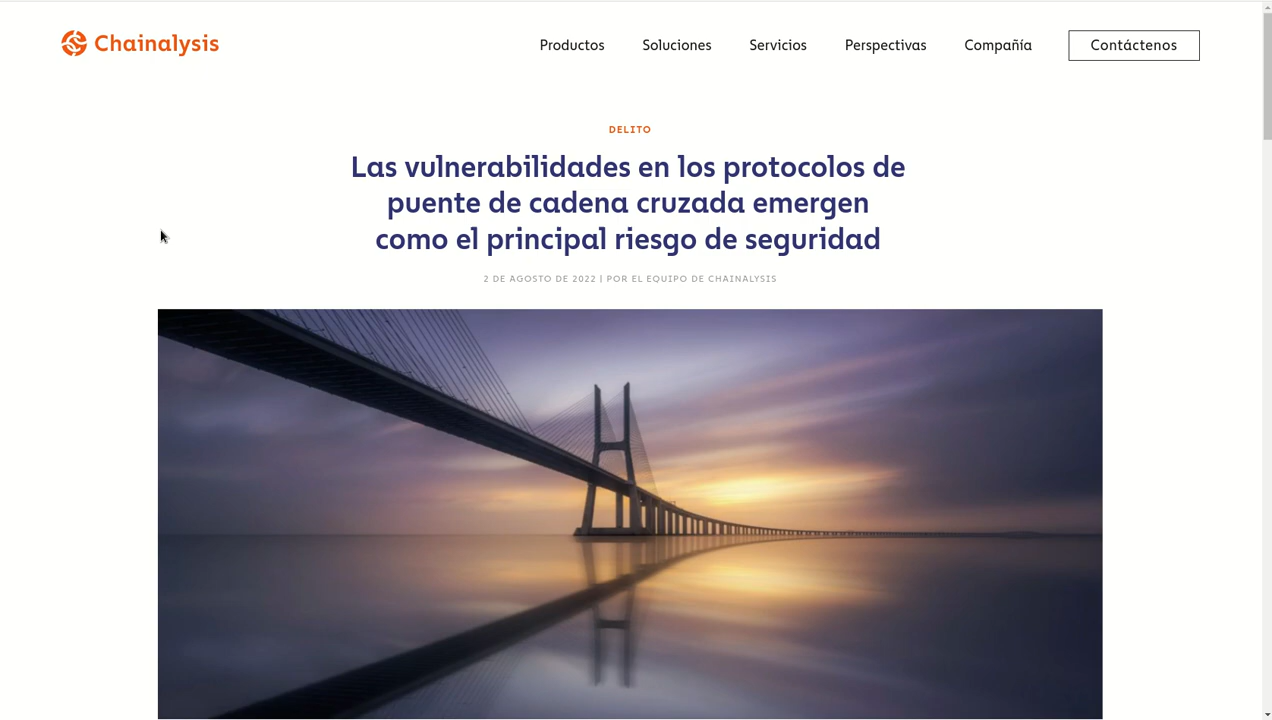 Chainalysis
Productos Soluciones Servicios Perspectivas Compañía Contáctenos
DELITO
Las vulnerabilidades en los protocolos de
puente de cadena cruzada emergen
como el principal riesgo de seguridad
2 DE AGOSTO DE 2022 | POR EL EQUIPO DE CHAINALYSIS